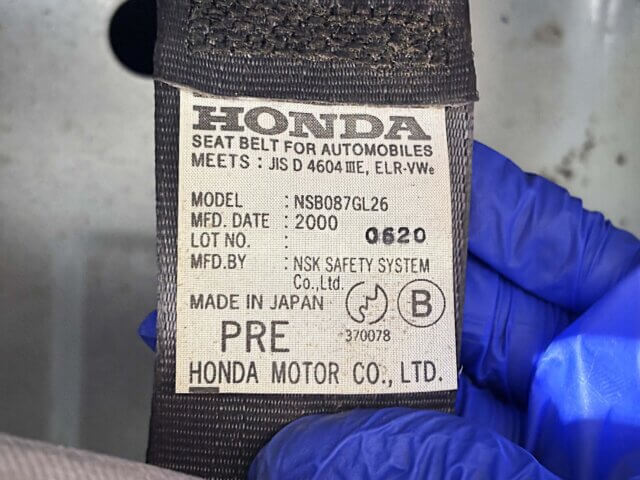 HONDA
SEAT BELT FOR AUTOMOBILES
MEETS : JIS D 4604 ⅢE, ELR-VWe
MODEL : NSB087GL26
MFD. DATE : 2000
LOT NO. : 0620
MFD.BY : NSK SAFETY SYSTEM
Co.,Ltd.
MADE IN JAPAN B
PRE 370078
HONDA MOTOR CO., LTD.